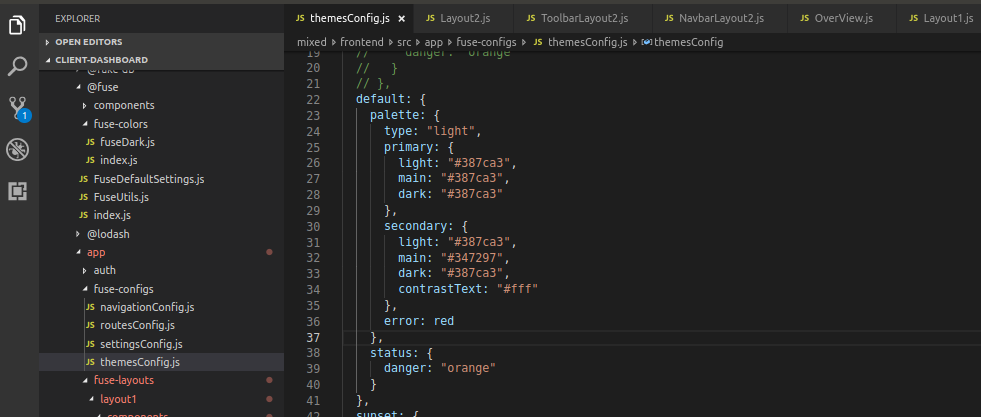 EXPLORER
OPEN EDITORS
CLIENT-DASHBOARD
@fuse
components
fuse-colors
JS fuseDark.js
JS index.js
JS FuseDefaultSettings.js
JS FuseUtils.js
JS index.js
@lodash
app
auth
fuse-configs
JS navigationConfig.js
JS routesConfig.js
JS settingsConfig.js
JS themesConfig.js
fuse-layouts
layout1
components
1
JS themesConfig.js × JS Layout2.js JS ToolbarLayout2.js JS NavbarLayout2.js JS OverView.js JS Layout1.js
mixed › frontend › src › app › fuse-configs › JS themesConfig.js › themesConfig
19 // danger: "orange"
20 // }
21 // },
22 default: {
23 palette: {
24 type: "light",
25 primary: {
26 light: "#387ca3",
27 main: "#387ca3",
28 dark: "#387ca3"
29 },
30 secondary: {
31 light: "#387ca3",
32 main: "#347297",
33 dark: "#387ca3",
34 contrastText: "#fff"
35 },
36 error: red
37 },
38 status: {
39 danger: "orange"
40 }
41 },
42 sunset: {